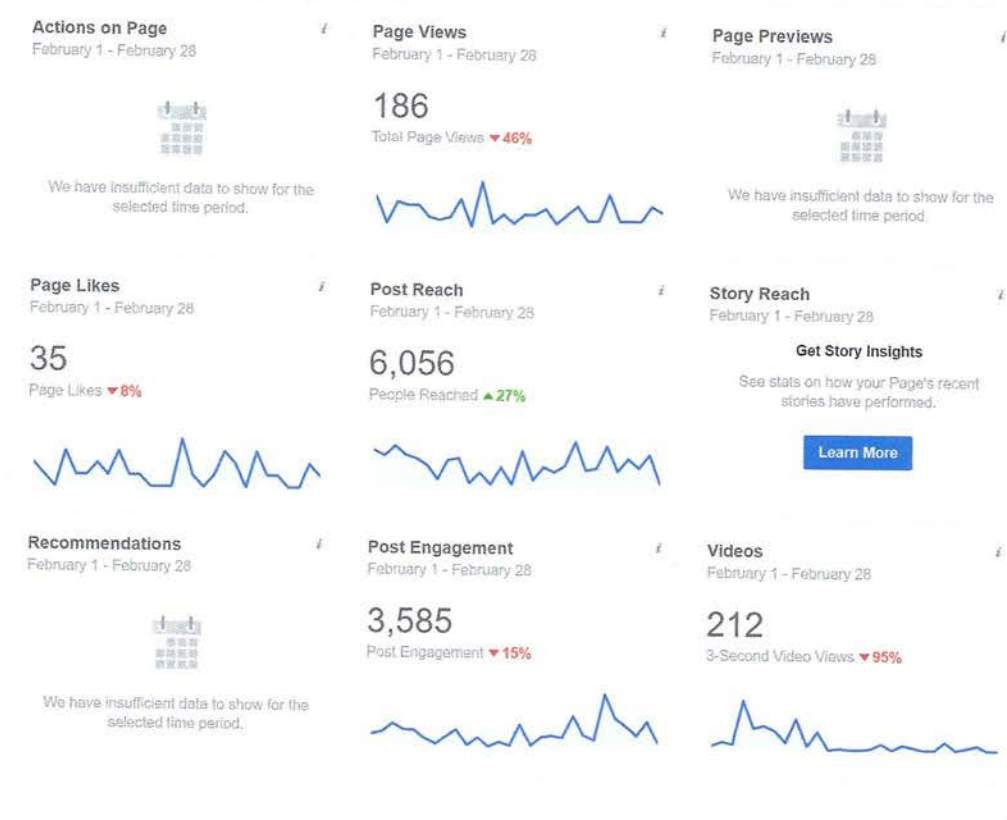 Actions on Page
i
February 1 - February 28
We have insufficient data to show for the
selected time period.
Page Views
i
February 1 - February 28
186
Total Page Views ▼46%
Page Previews
i
February 1 - February 28
We have insufficient data to show for the
selected time period
Page Likes
i
February 1 - February 28
35
Page Likes ▼8%
Post Reach
i
February 1 - February 28
6,056
People Reached ▲27%
Story Reach
i
February 1 - February 28
Get Story Insights
See stats on how your Page's recent
stories have performed.
Learn More
Recommendations
i
February 1 - February 28
We have insufficient data to show for the
selected time period.
Post Engagement
i
February 1 - February 28
3,585
Post Engagement ▼15%
Videos
i
February 1 - February 28
212
3-Second Video Views ▼95%